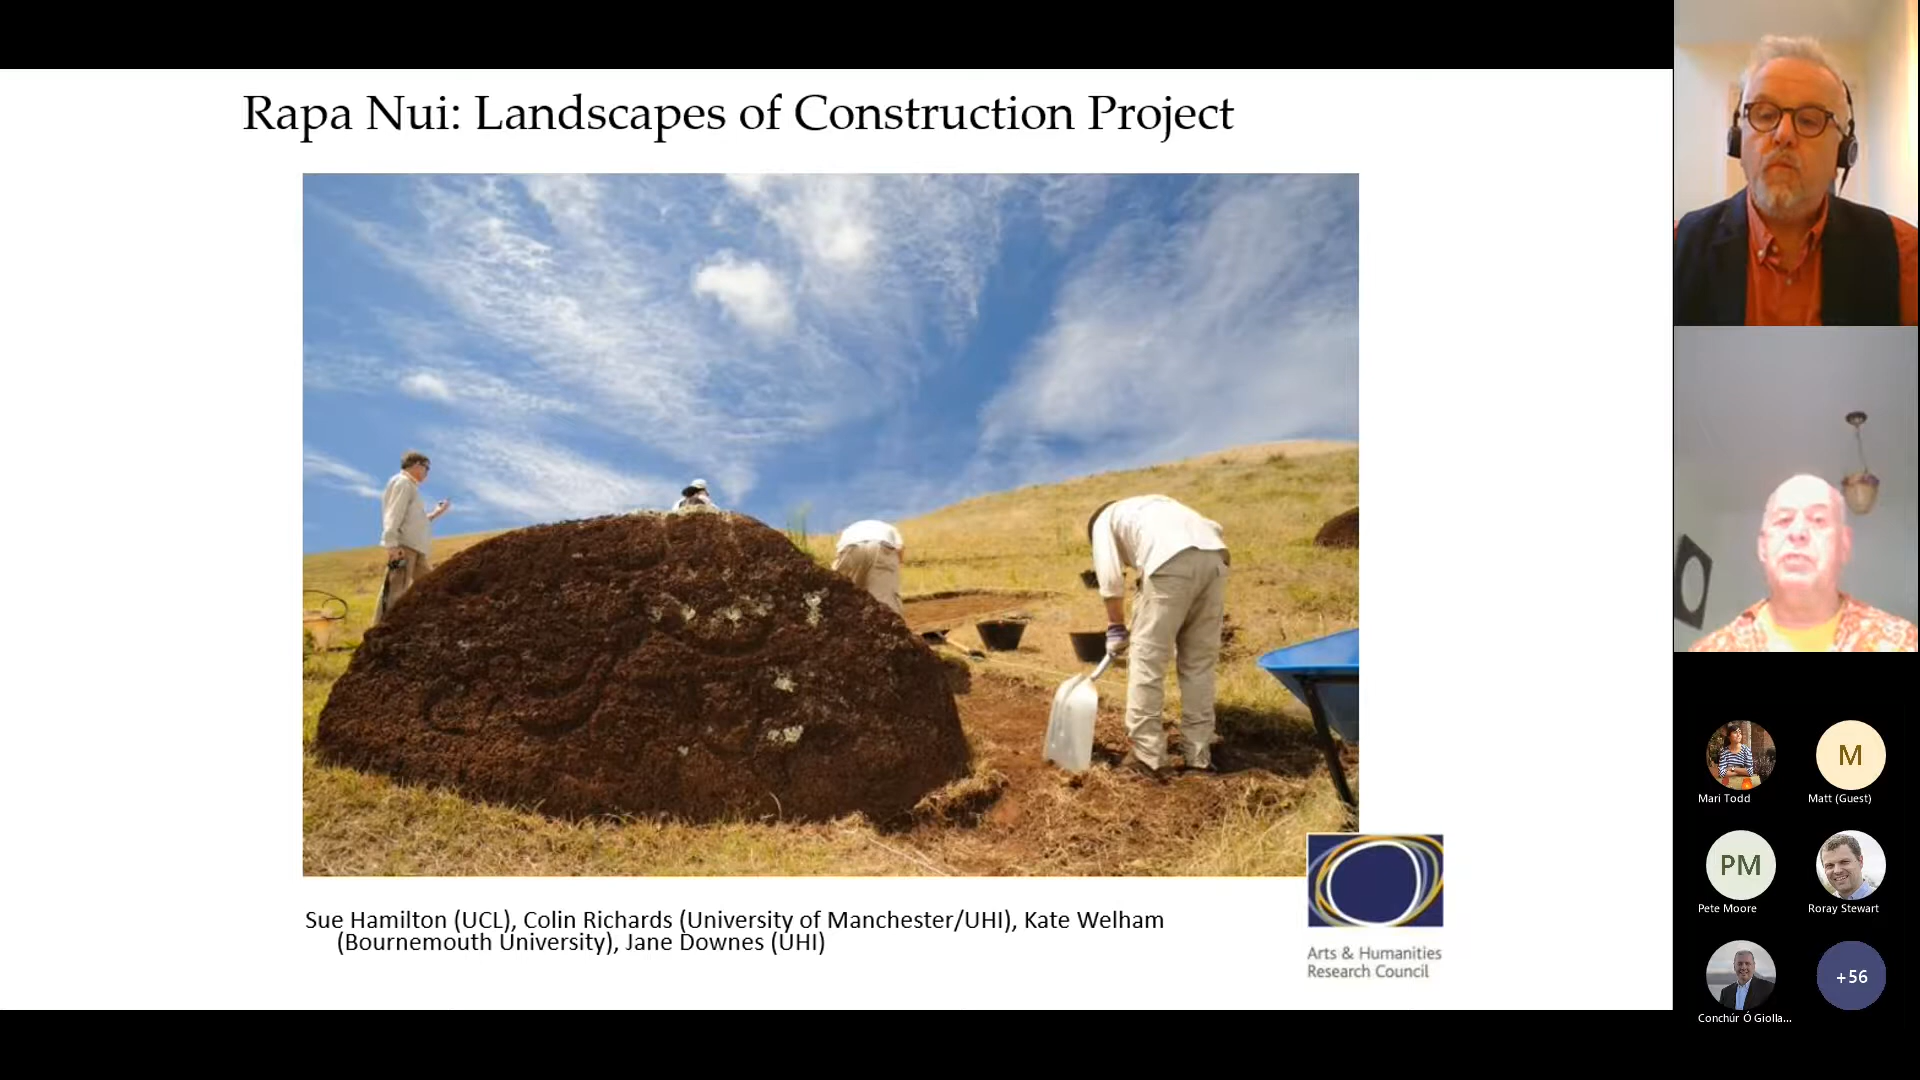 Rapa Nui: Landscapes of Construction Project
Sue Hamilton (UCL), Colin Richards (University of Manchester/UHI), Kate Welham
(Bournemouth University), Jane Downes (UHI)
Arts & Humanities
Research Council
M
Mari Todd
Matt (Guest)
PM
Pete Moore
Roray Stewart
+56
Conchúr Ó Giolla...